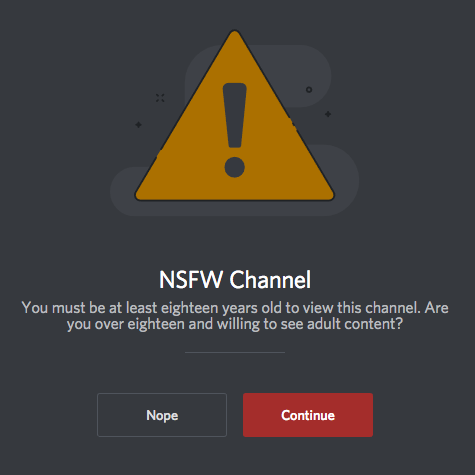 NSFW Channel
You must be at least eighteen years old to view this channel. Are
you over eighteen and willing to see adult content?
Nope
Continue